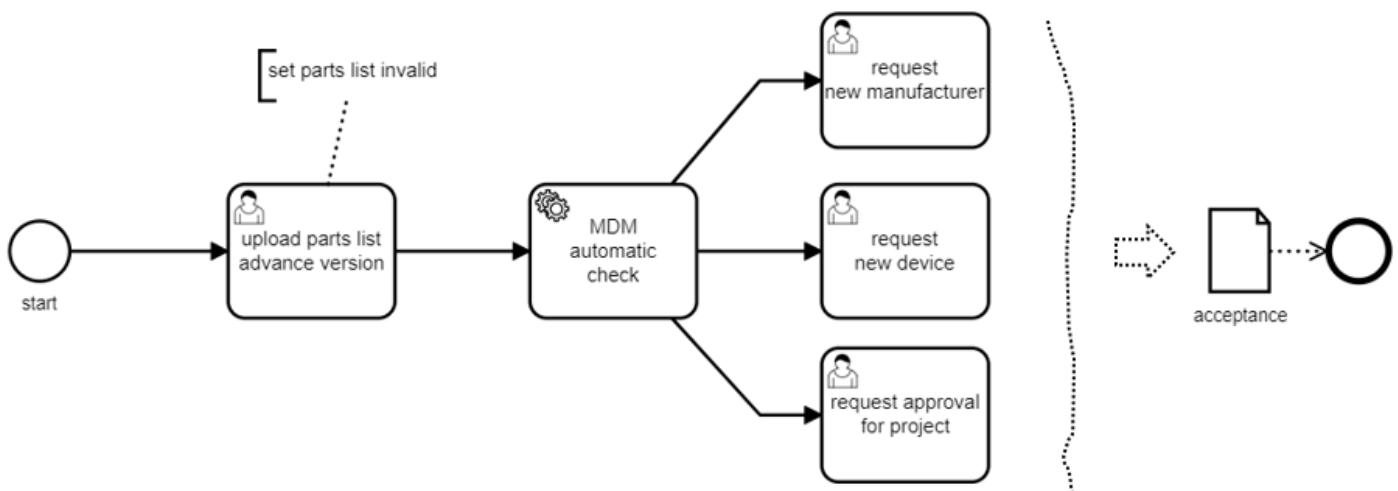 set parts list invalid
start
upload parts list
advance version
MDM
automatic
check
request
new manufacturer
request
new device
request approval
for project
acceptance